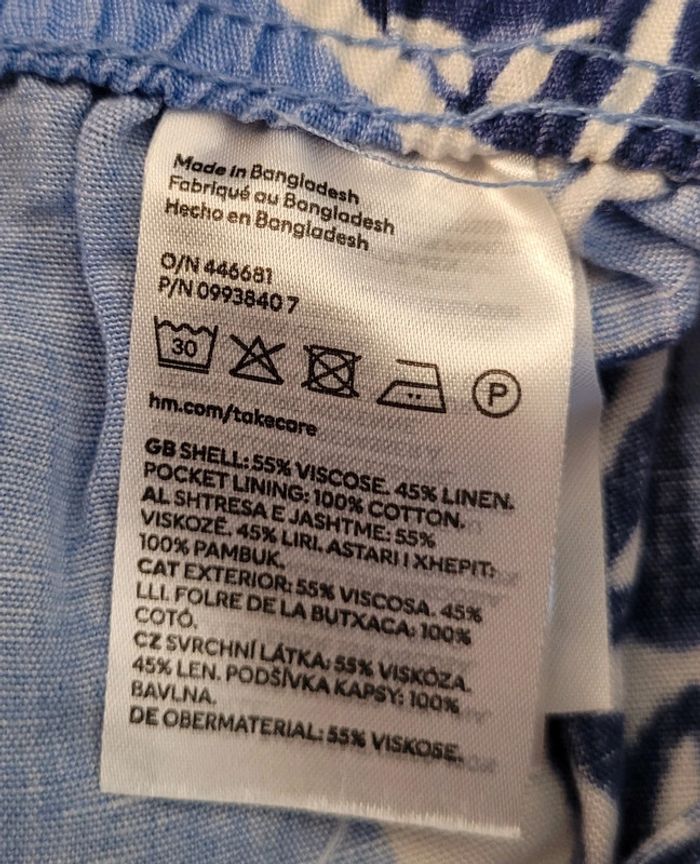 Made in Bangladesh
Fabriqué au Bangladesh
Hecho en Bangladesh
O/N 446681
P/N 0993840 7
30
P
hm.com/takecare
GB SHELL: 55% VISCOSE. 45% LINEN.
POCKET LINING: 100% COTTON.
AL SHTRESA E JASHTME: 55%
VISKOZË. 45% LIRI. ASTARI I XHEPIT:
100% PAMBUK.
CAT EXTERIOR: 55% VISCOSA. 45%
LLI. FOLRE DE LA BUTXACA: 100%
COTÓ.
CZ SVRCHNÍ LÁTKA: 55% VISKÓZA.
45% LEN. PODŠÍVKA KAPSY: 100%
BAVLNA.
DE OBERMATERIAL: 55% VISKOSE.